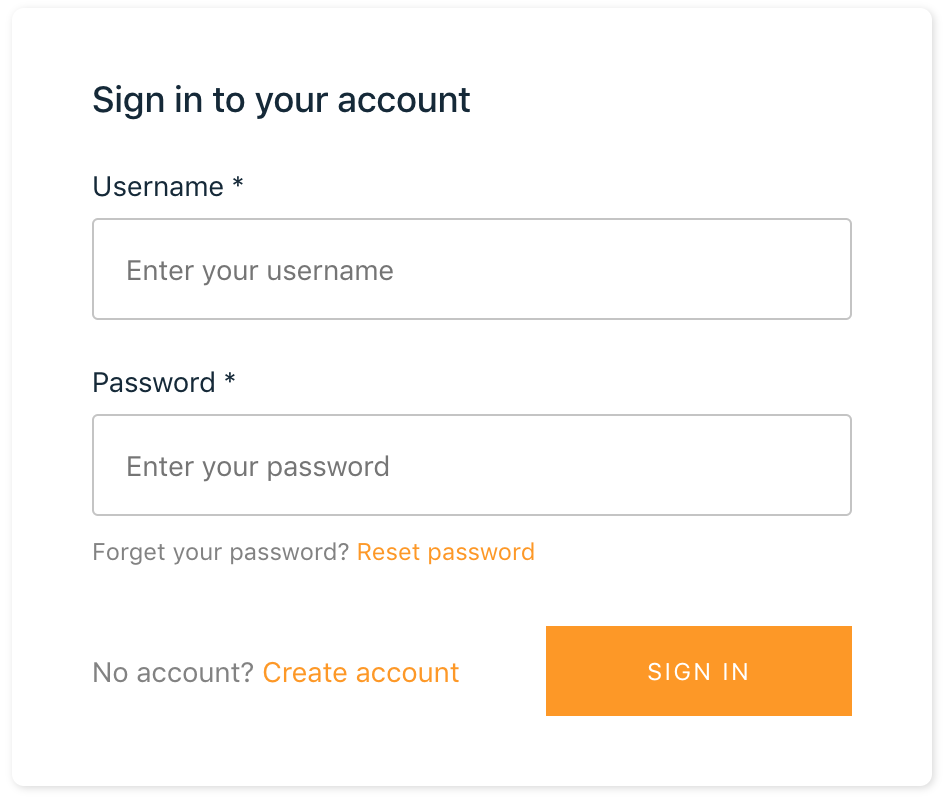 Sign in to your account
Username *
Enter your username
Password *
Enter your password
Forget your password? Reset password
No account? Create account
SIGN IN